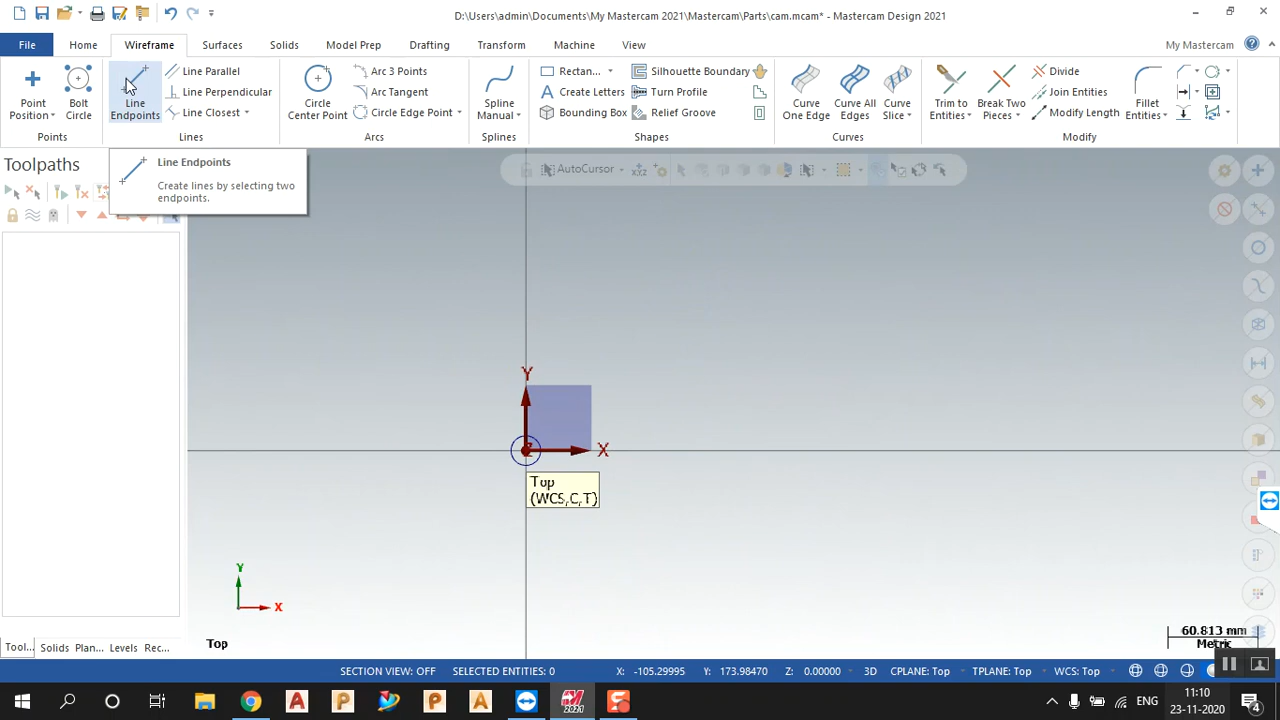 D:\Users\admin\Documents\My Mastercam 2021\Mastercam\Parts\cam.mcam* - Mastercam Design 2021
File Home Wireframe Surfaces Solids Model Prep Drafting Transform Machine View My Mastercam
Point Position
Bolt Circle
Points
Line Endpoints
Line Parallel
Line Perpendicular
Line Closest
Lines
Circle Center Point
Arc 3 Points
Arc Tangent
Circle Edge Point
Arcs
Spline Manual
Rectan...
Create Letters
Bounding Box
Silhouette Boundary
Turn Profile
Relief Groove
Shapes
Curve One Edge
Curve All Edges
Curve Slice
Curves
Trim to Entities
Break Two Pieces
Divide
Join Entities
Modify Length
Fillet Entities
Modify
Toolpaths
Line Endpoints
Create lines by selecting two
endpoints.
AutoCursor
Y
X
Top
(WCS,C,T)
Y
X
Top
60.813 mm
Metric
Tool... Solids Plan... Levels Rec...
SECTION VIEW: OFF SELECTED ENTITIES: 0 X: -105.29995 Y: 173.98470 Z: 0.00000 3D CPLANE: Top TPLANE: Top WCS: Top
ENG
11:10
23-11-2020
2021
4